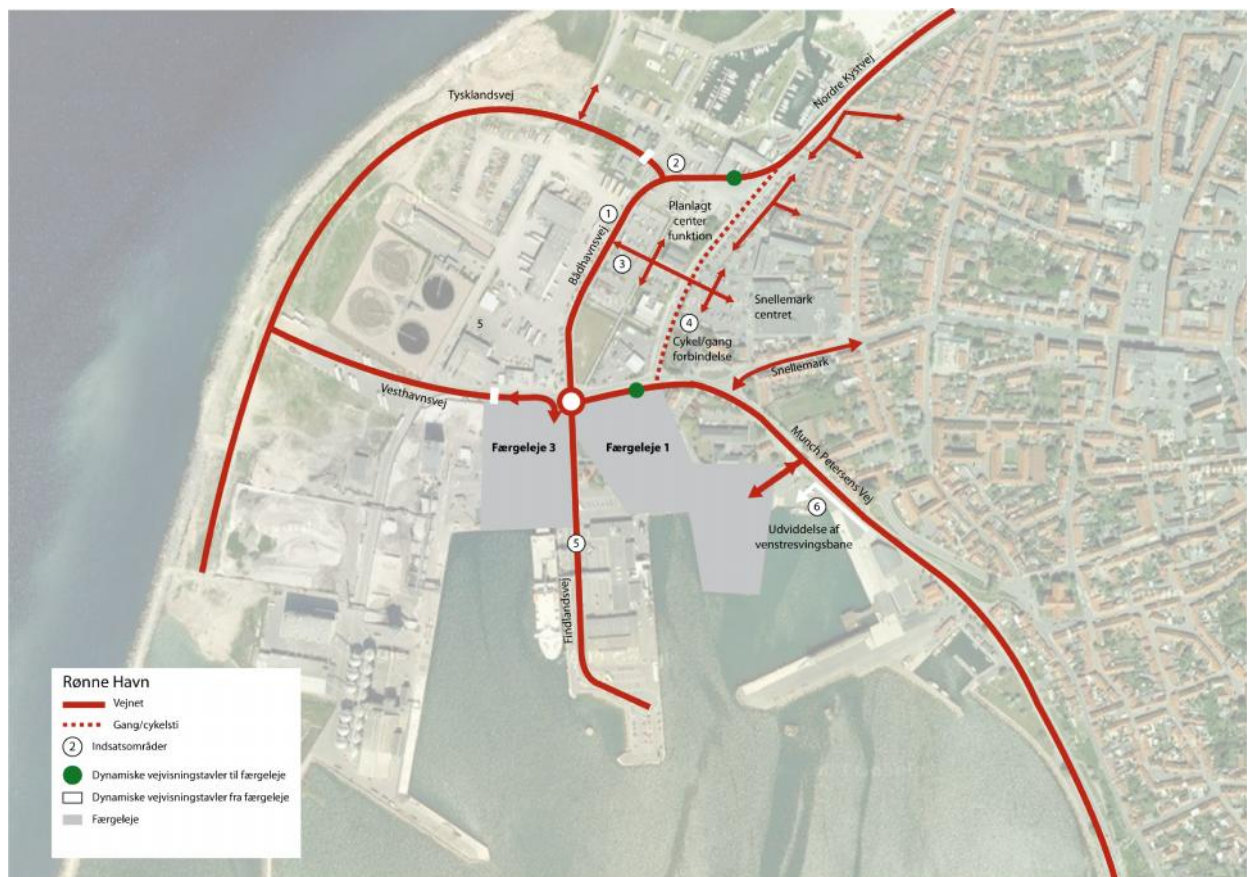 Tysklandsvej
Nordre Kystvej
2
1
Planlagt
center
funktion
Bådhavnsvej
3
Snellemark
centret
4
5
Cykel/gang
forbindelse
Snellemark
Vesthavnsvej
Færgeleje 3
Færgeleje 1
Munch Petersens Vej
6
Udviddelse af
venstresvingsbane
5
Finlandsvej
Rønne Havn
Vejnet
Gang/cykelsti
2 Indsatsområder
Dynamiske vejvisningstavler til færgeleje
Dynamiske vejvisningstavler fra færgeleje
Færgeleje